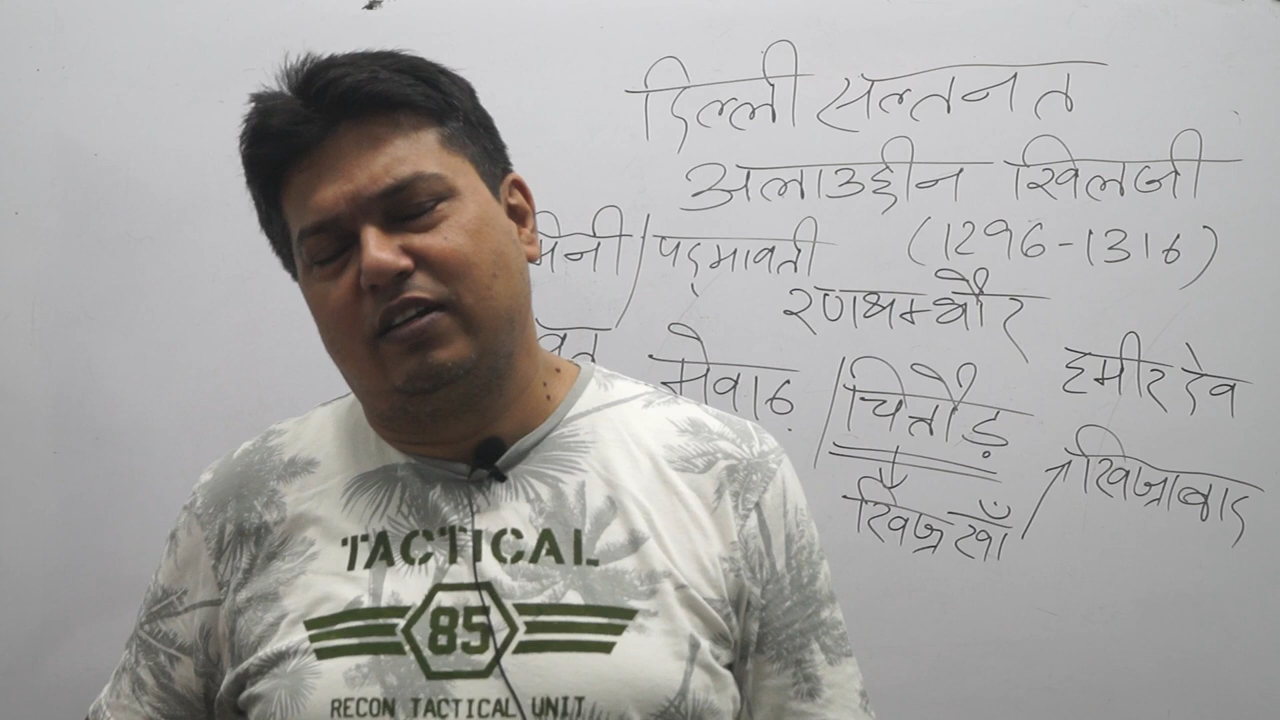 दिल्ली सल्तनत
अलाउद्दीन खिलजी
/ पद्मावती (1296-1316)
रणथम्भौर
मेवाढ़ / चित्तौड़ हमीर देव
खिज्र खाँ / खिज्राबाद
TACTICAL
85
RECON TACTICAL UNIT